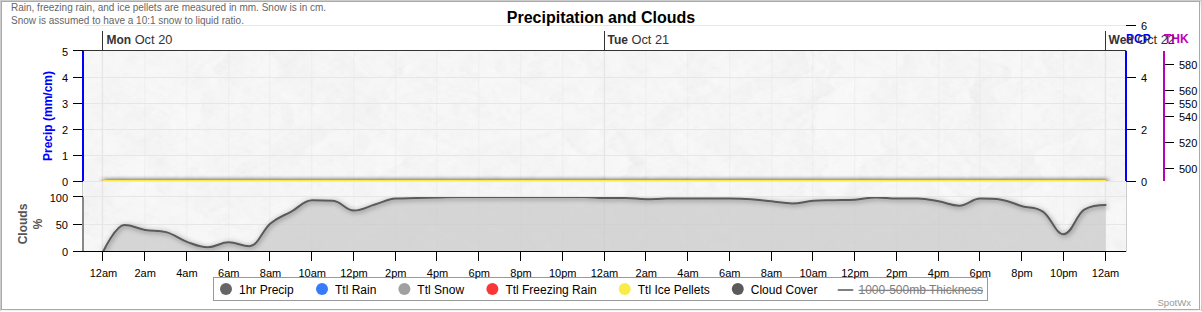 Rain, freezing rain, and ice pellets are measured in mm. Snow is in cm.
Snow is assumed to have a 10:1 snow to liquid ratio.
Precipitation and Clouds
Mon Oct 20
Tue Oct 21
Wed Oct 22
PCP
THK
Precip (mm/cm)
5
4
3
2
1
0
6
4
2
0
580
560
550
540
520
500
Clouds
%
100
50
0
12am 2am 4am 6am 8am 10am 12pm 2pm 4pm 6pm 8pm 10pm 12am 2am 4am 6am 8am 10am 12pm 2pm 4pm 6pm 8pm 10pm 12am
1hr Precip Ttl Rain Ttl Snow Ttl Freezing Rain Ttl Ice Pellets Cloud Cover 1000-500mb Thickness
SpotWx